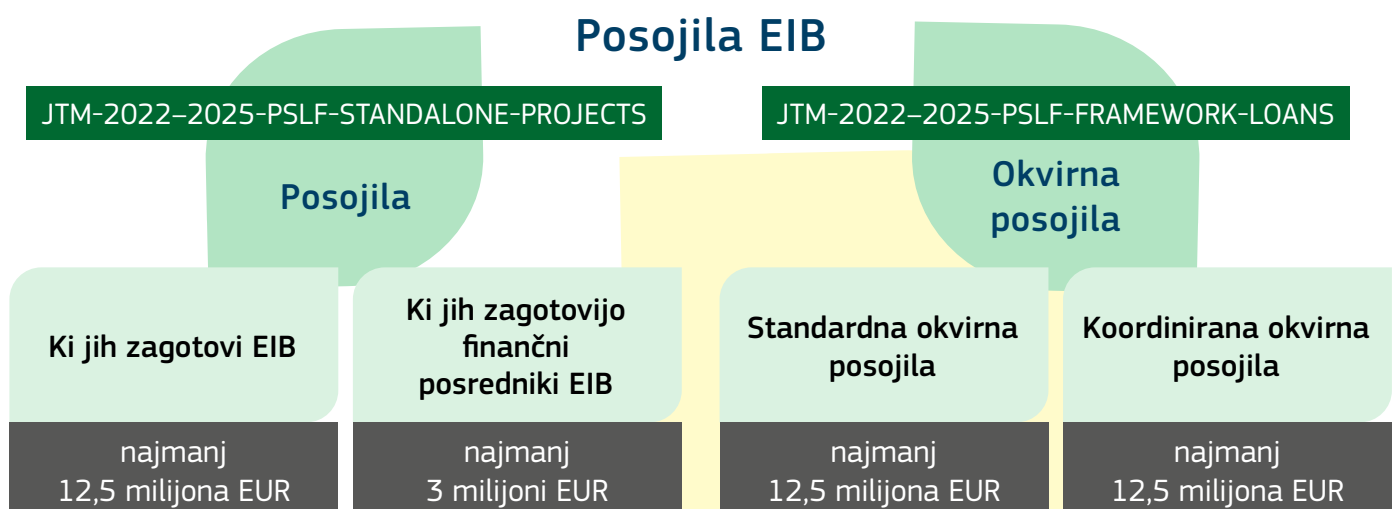 Posojila EIB
JTM-2022–2025-PSLF-STANDALONE-PROJECTS
JTM-2022–2025-PSLF-FRAMEWORK-LOANS
Posojila
Okvirna
posojila
Ki jih zagotovi EIB
Ki jih zagotovijo
finančni
posredniki EIB
Standardna okvirna
posojila
Koordinirana okvirna
posojila
najmanj
12,5 milijona EUR
najmanj
3 milijoni EUR
najmanj
12,5 milijona EUR
najmanj
12,5 milijona EUR